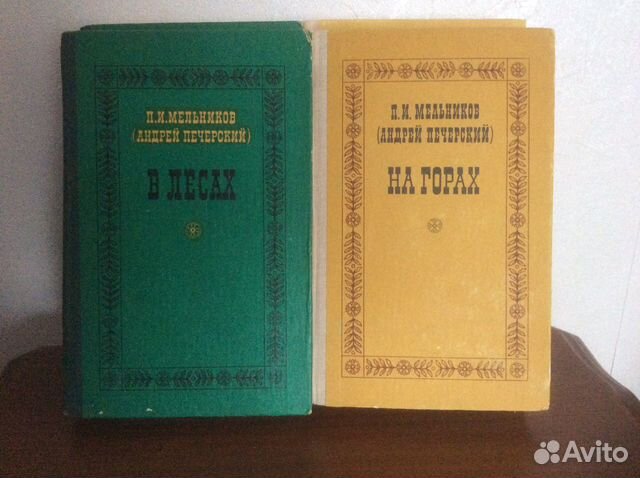 П.И.МЕЛЬНИКОВ
(АНДРЕЙ ПЕЧЕРСКИЙ)
В ЛЕСАХ
П. И. МЕЛЬНИКОВ
(АНДРЕЙ ПЕЧЕРСКИЙ)
НА ГОРАХ
Avito